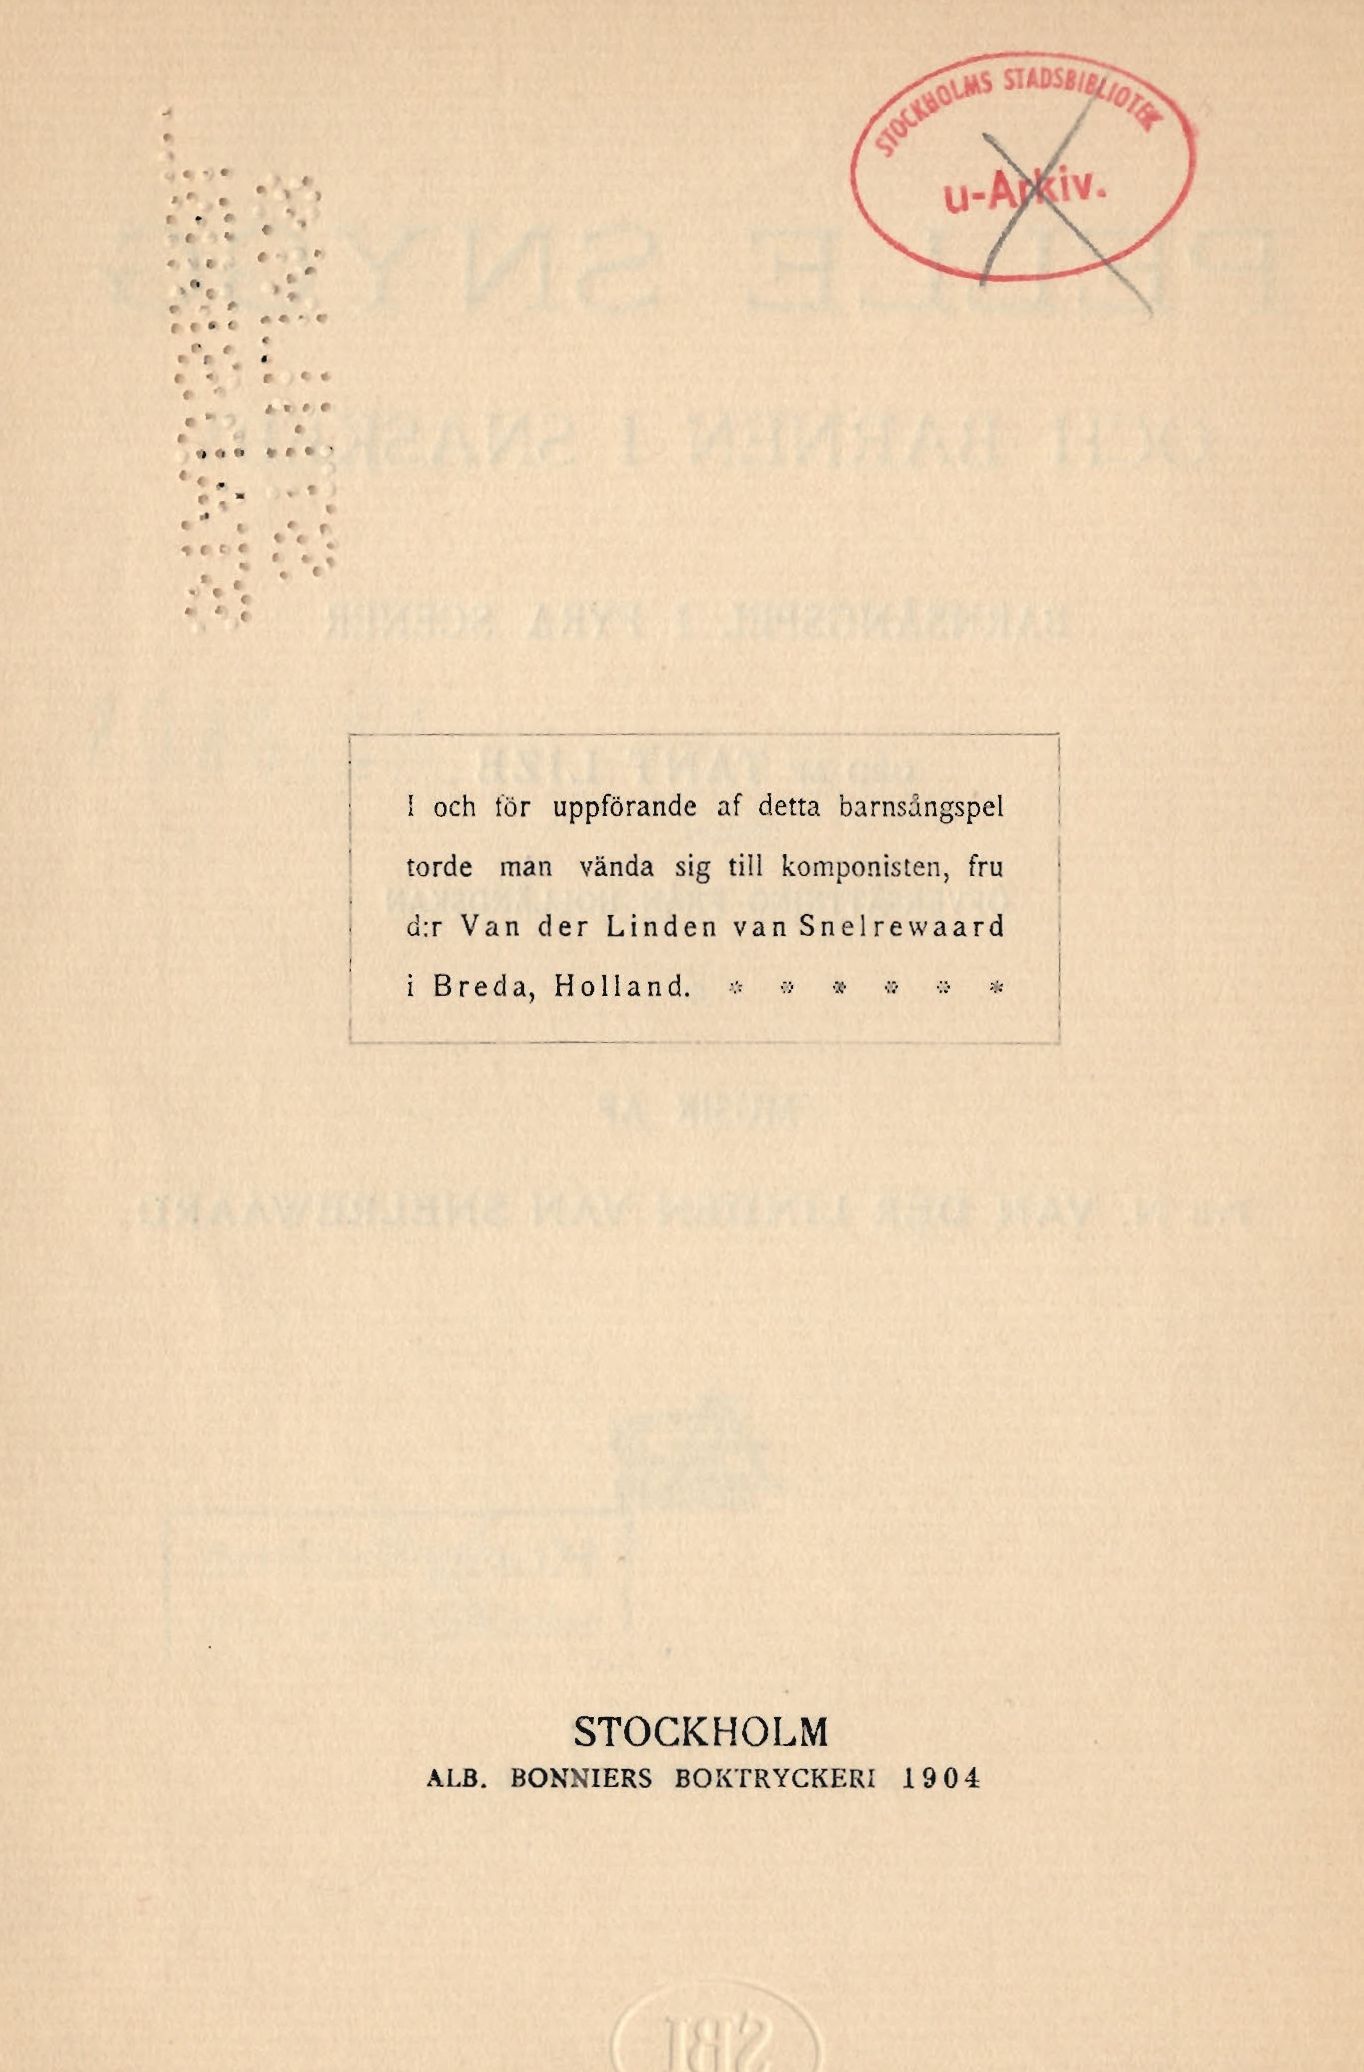 STOCKHOLMS STADSBIBLIOTEK
u-Arkiv.
I och för uppförande af detta barnsångspel
torde man vända sig till komponisten, fru
d:r Van der Linden van Snelrewaard
i Breda, Holland. * * * * * *
STOCKHOLM
ALB. BONNIERS BOKTRYCKERI 1904